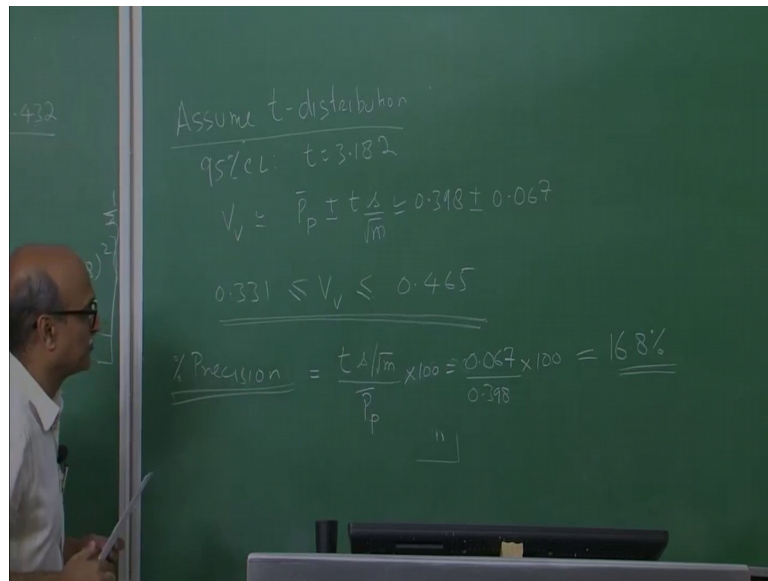 .432
Assume t-distribution
95% CL: t=3.182
V_v ≃ P̄_p ± t s/√m ≃ 0.398 ± 0.067
0.331 ⩽ V_v ⩽ 0.465
% Precision = (t s/√m)/P̄_p ×100 = 0.067/0.398 ×100 = 16.8%